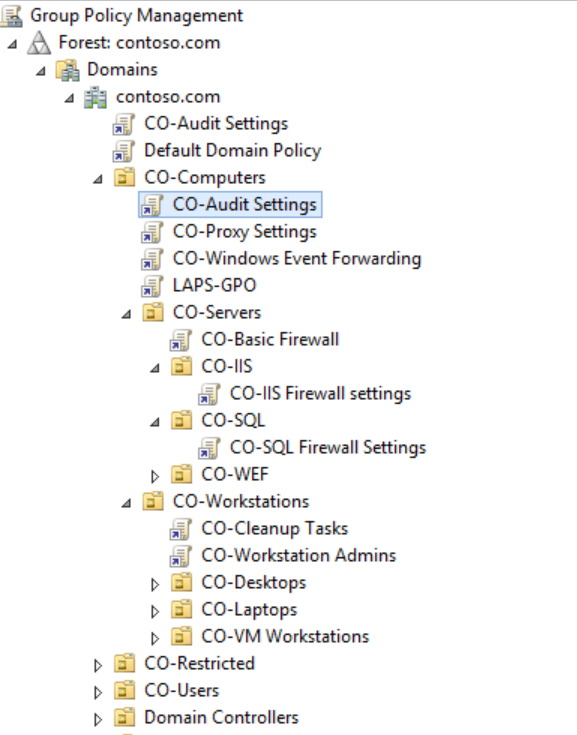 Group Policy Management
Forest: contoso.com
Domains
contoso.com
CO-Audit Settings
Default Domain Policy
CO-Computers
CO-Audit Settings
CO-Proxy Settings
CO-Windows Event Forwarding
LAPS-GPO
CO-Servers
CO-Basic Firewall
CO-IIS
CO-IIS Firewall settings
CO-SQL
CO-SQL Firewall Settings
CO-WEF
CO-Workstations
CO-Cleanup Tasks
CO-Workstation Admins
CO-Desktops
CO-Laptops
CO-VM Workstations
CO-Restricted
CO-Users
Domain Controllers